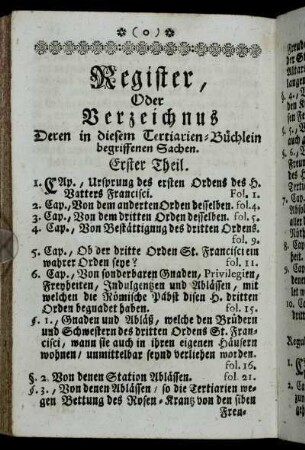 (o)
Register,
Oder
Verzeichnus
Deren in diesem Tertiarien-Büchlein
begriffenen Sachen.
Erster Theil.
1. CAp., Ursprung des ersten Ordens des H.
Vatters Francisci. Fol. 1.
2. Cap., Von dem anderten Orden desselben. fol. 4.
3. Cap., Von dem dritten Orden desselben. fol. 5.
4. Cap., Von Bestättigung des dritten Ordens.
fol. 9.
5. Cap., Ob der dritte Orden St. Francisci ein
wahrer Orden seye? fol. 11.
6. Cap., Von sonderbaren Gnaden, Privilegien,
Freyheiten, Indulgentzen und Ablässen, mit
welchen die Römische Päbst disen H. dritten
Orden begnadet haben. fol. 15.
§. 1., Gnaden und Abläß, welche den Brüdern
und Schwestern des dritten Ordens St. Fran-
cisci, wann sie auch in ihren eigenen Häusern
wohnen/ unmittelbar seynd verliehen worden.
fol. 16.
§. 2. Von denen Station Ablässen. fol. 21.
§. 3., Von denen Ablässen/ so die Tertiarien we-
gen Bettung des Rosen-Krantz von den siben
Freu-